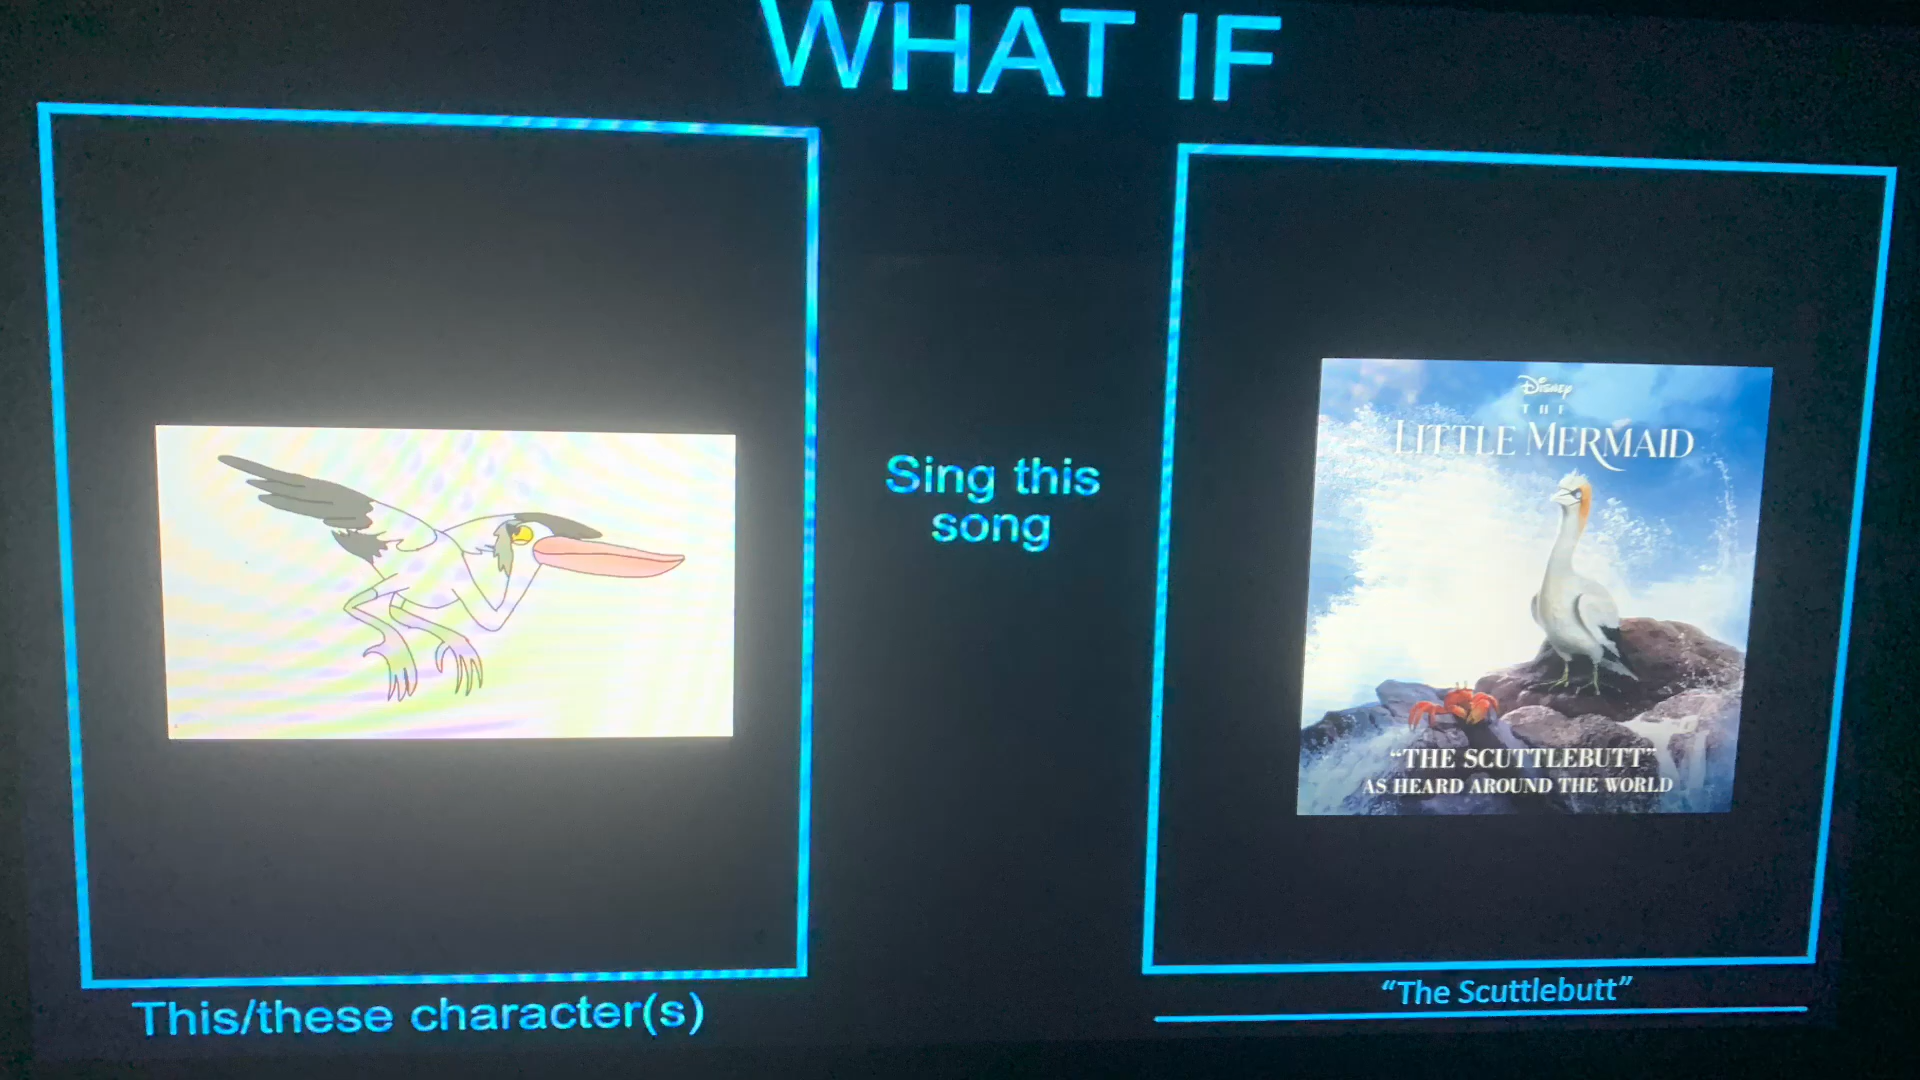 WHAT IF
Sing this
song
Disney
THE
LITTLE MERMAID
"THE SCUTTLEBUTT"
AS HEARD AROUND THE WORLD
This/these character(s)
“The Scuttlebutt”